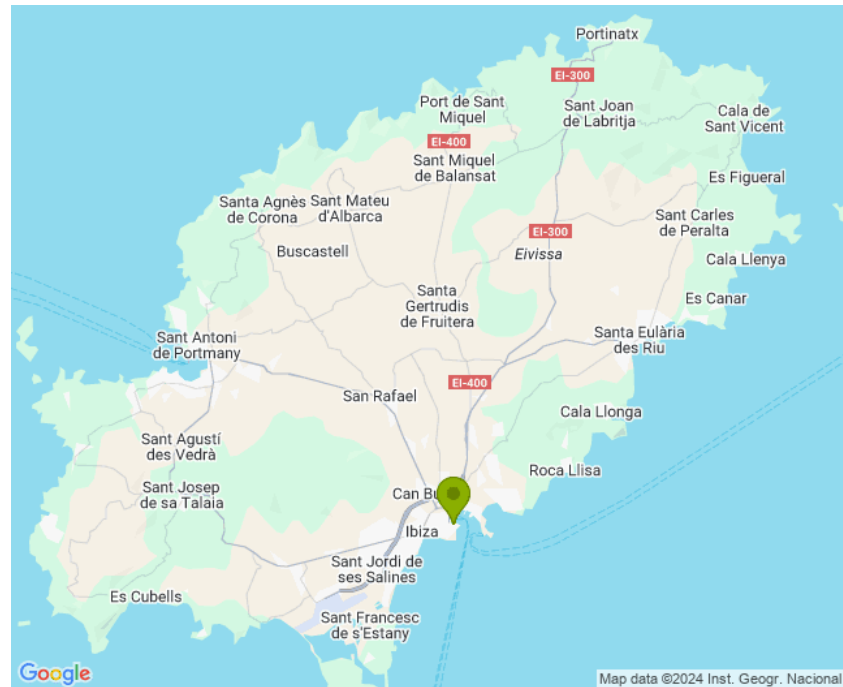 Portinatx
EI-300
Port de Sant
Miquel
Sant Joan
de Labritja
Cala de
Sant Vicent
EI-400
Sant Miquel
de Balansat
Es Figueral
Santa Agnès
de Corona
Sant Mateu
d'Albarca
Sant Carles
de Peralta
EI-300
Buscastell
Eivissa
Cala Llenya
Santa
Gertrudis
de Fruitera
Es Canar
Sant Antoni
de Portmany
Santa Eulària
des Riu
EI-400
San Rafael
Cala Llonga
Sant Agustí
des Vedrà
Roca Llisa
Sant Josep
de sa Talaia
Can
Ibiza
Sant Jordi de
ses Salines
Es Cubells
Sant Francesc
de s'Estany
Google
Map data ©2024 Inst. Geogr. Nacional